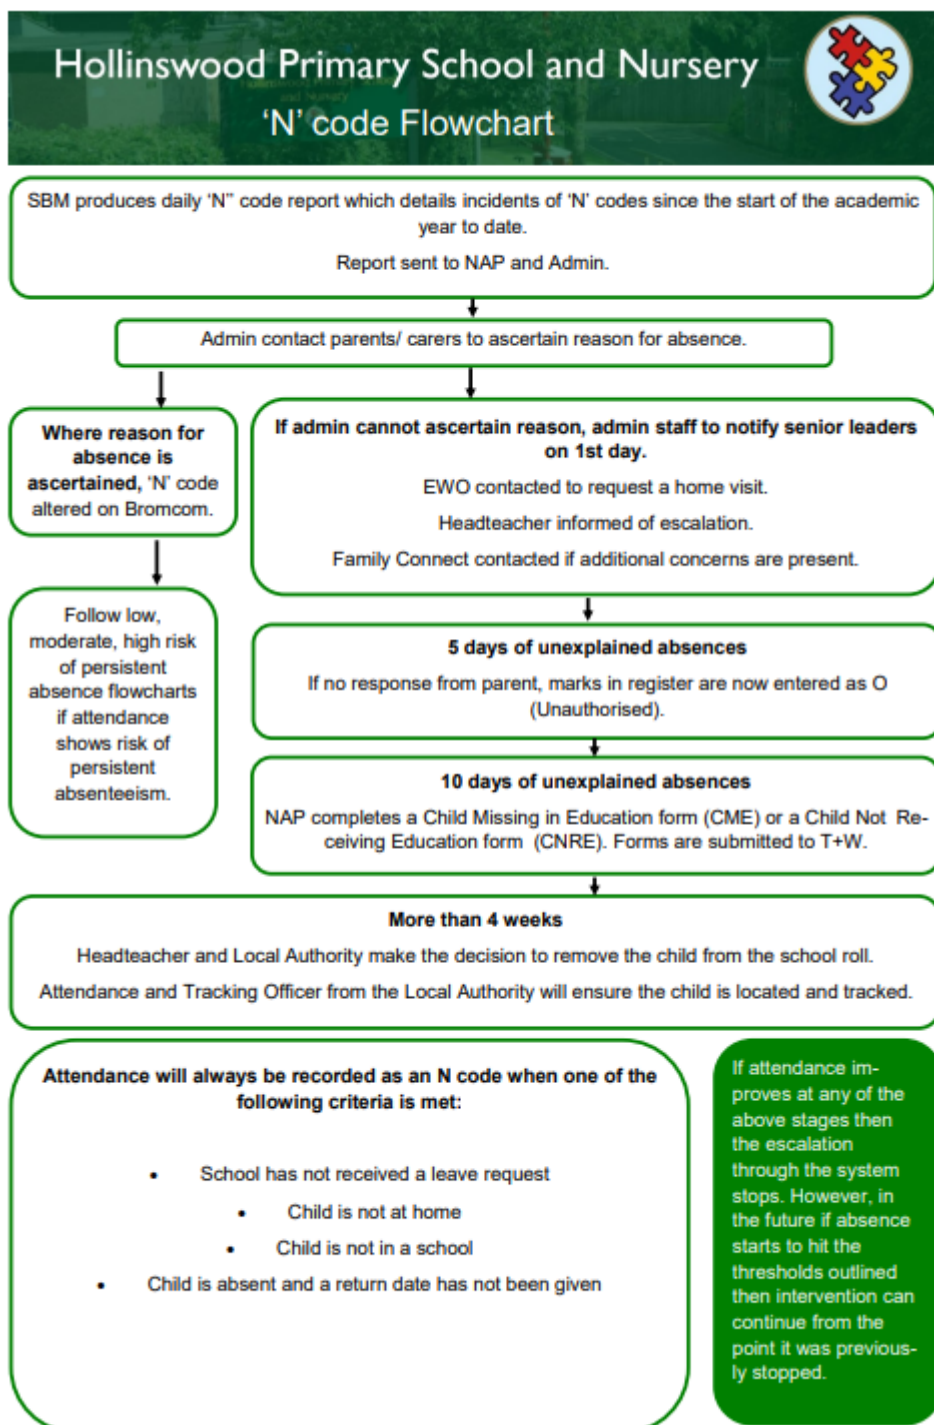 Hollinswood Primary School and Nursery
‘N’ code Flowchart
SBM produces daily ‘N” code report which details incidents of ‘N’ codes since the start of the academic
year to date.
Report sent to NAP and Admin.
Admin contact parents/ carers to ascertain reason for absence.
Where reason for
absence is
ascertained, ‘N’ code
altered on Bromcom.
If admin cannot ascertain reason, admin staff to notify senior leaders
on 1st day.
EWO contacted to request a home visit.
Headteacher informed of escalation.
Family Connect contacted if additional concerns are present.
Follow low,
moderate, high risk
of persistent
absence flowcharts
if attendance
shows risk of
persistent
absenteeism.
5 days of unexplained absences
If no response from parent, marks in register are now entered as O
(Unauthorised).
10 days of unexplained absences
NAP completes a Child Missing in Education form (CME) or a Child Not Re-
ceiving Education form (CNRE). Forms are submitted to T+W.
More than 4 weeks
Headteacher and Local Authority make the decision to remove the child from the school roll.
Attendance and Tracking Officer from the Local Authority will ensure the child is located and tracked.
Attendance will always be recorded as an N code when one of the
following criteria is met:
• School has not received a leave request
• Child is not at home
• Child is not in a school
• Child is absent and a return date has not been given
If attendance im-
proves at any of the
above stages then
the escalation
through the system
stops. However, in
the future if absence
starts to hit the
thresholds outlined
then intervention can
continue from the
point it was previous-
ly stopped.